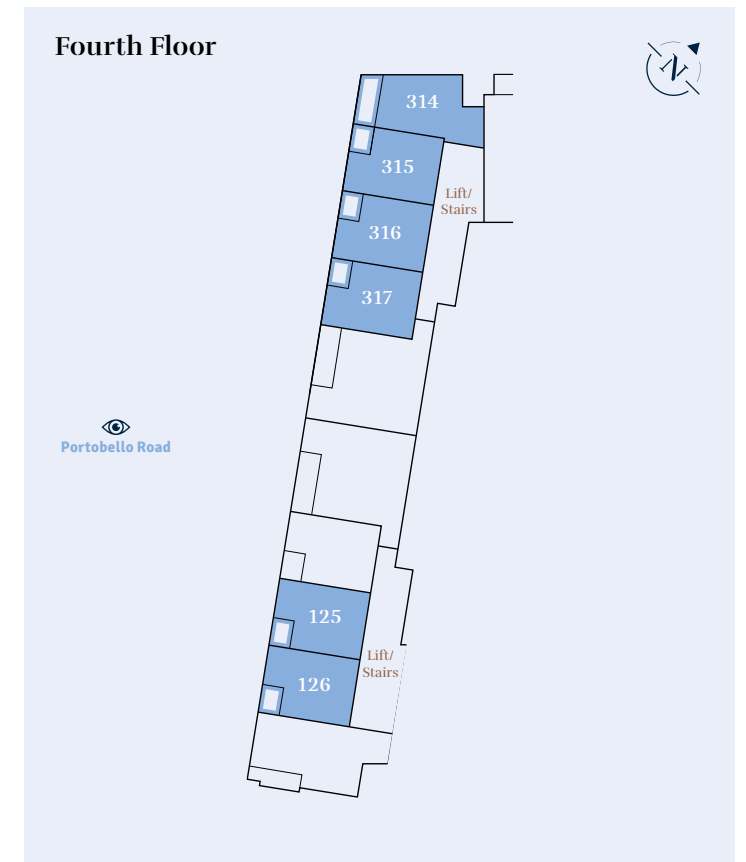 Fourth Floor
N
314
315
Lift/
Stairs
316
317
Portobello Road
125
Lift/
Stairs
126